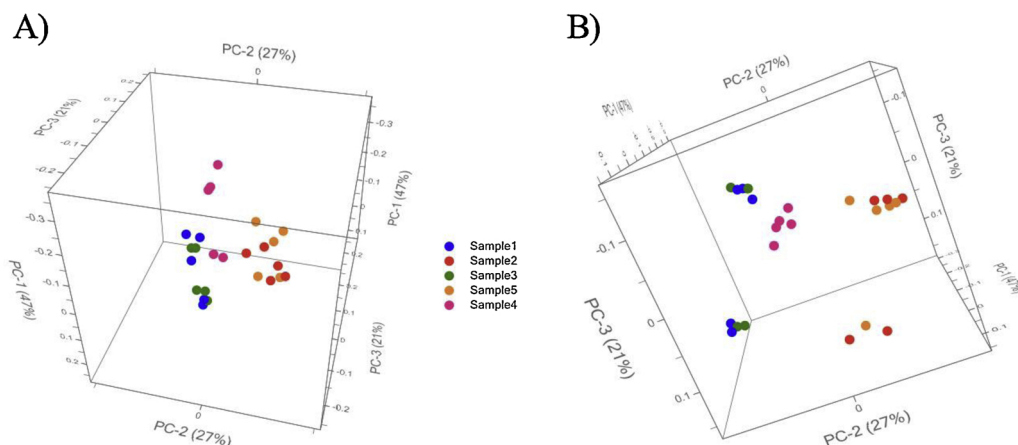 A)
PC-2 (27%)
0
PC-3 (21%)
0.2
0.1
0
-0.1
-0.2
-0.3
-0.2
-0.1
0
0.1
0.2
PC-1 (47%)
-0.3
-0.2
-0.1
0
0.1
0.2
PC-1 (47%)
-0.1
0
0.1
-0.2
PC-3 (21%)
0
PC-2 (27%)
Sample1
Sample2
Sample3
Sample5
Sample4
B)
PC-2 (27%)
0
PC-1 (47%)
-0.1
0
0.1
PC-3 (21%)
-0.1
0
0.1
PC-3 (21%)
PC-1 (47%)
0
PC-2 (27%)